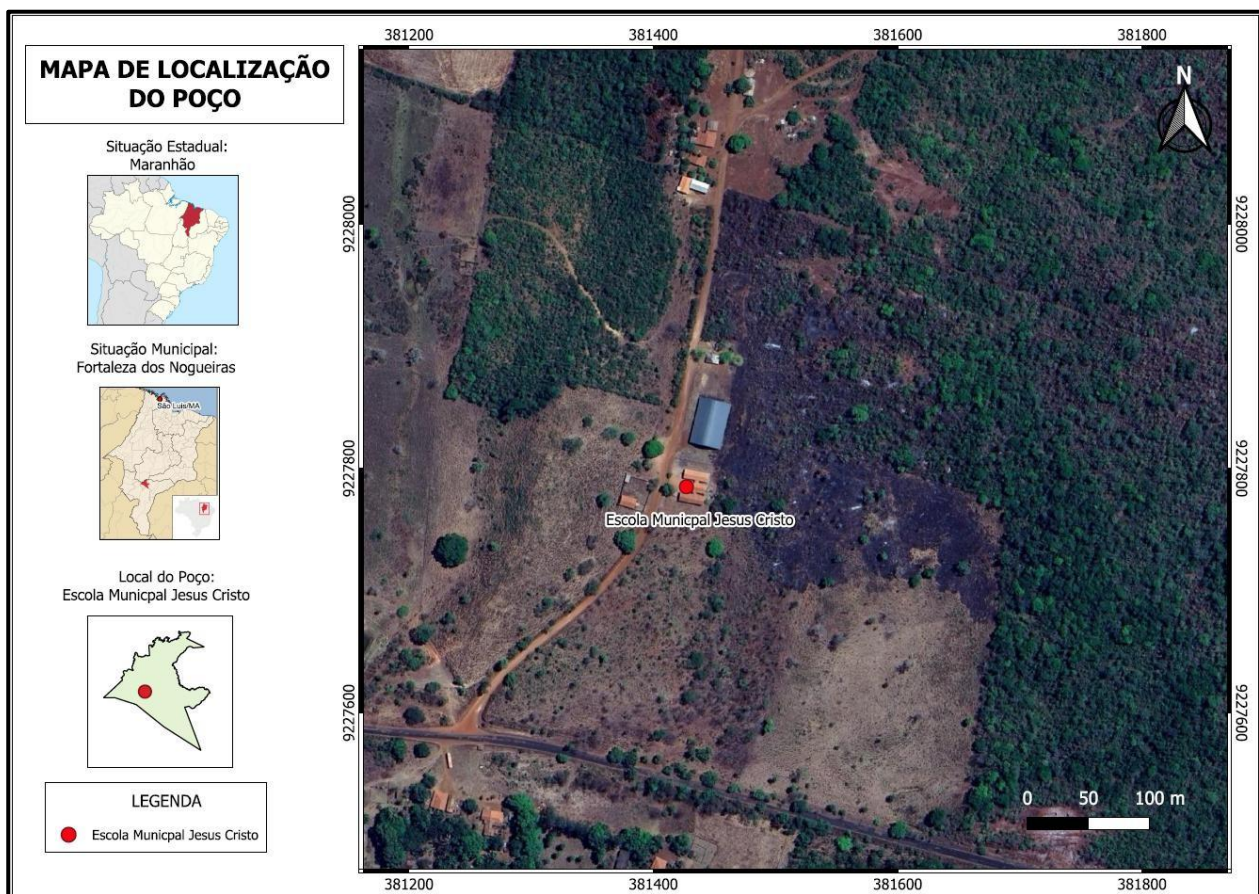 MAPA DE LOCALIZAÇÃO
DO POÇO
Situação Estadual:
Maranhão
Situação Municipal:
Fortaleza dos Nogueiras
São Luís/MA
Local do Poço:
Escola Municpal Jesus Cristo
LEGENDA
Escola Municpal Jesus Cristo
381200 381400 381600 381800
N
9228000 9228000
9227800 9227800
Escola Municpal Jesus Cristo
9227600 9227600
0 50 100 m
381200 381400 381600 381800